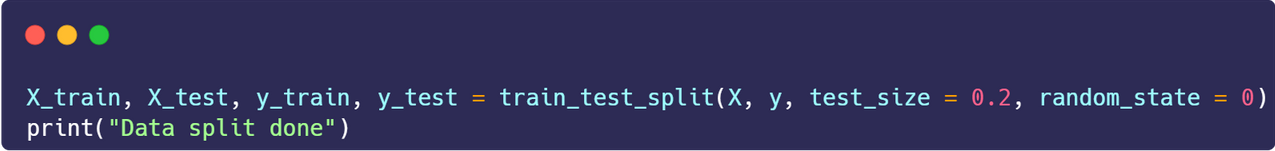 X_train, X_test, y_train, y_test = train_test_split(X, y, test_size = 0.2, random_state = 0)
print("Data split done")